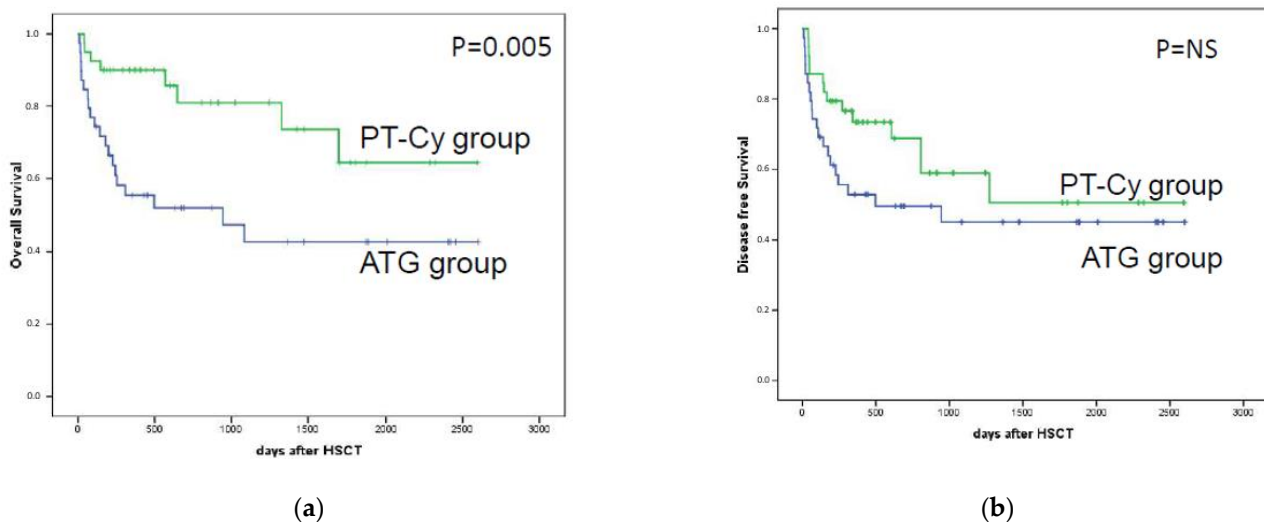 P=0.005
1.0
0.8
0.6
0.4
0.2
0.0
Overall Survival
PT-Cy group
ATG group
0 500 1000 1500 2000 2500 3000
days after HSCT
(a)
P=NS
1.0
0.8
0.6
0.4
0.2
0.0
Disease free Survival
PT-Cy group
ATG group
0 500 1000 1500 2000 2500 3000
days after HSCT
(b)